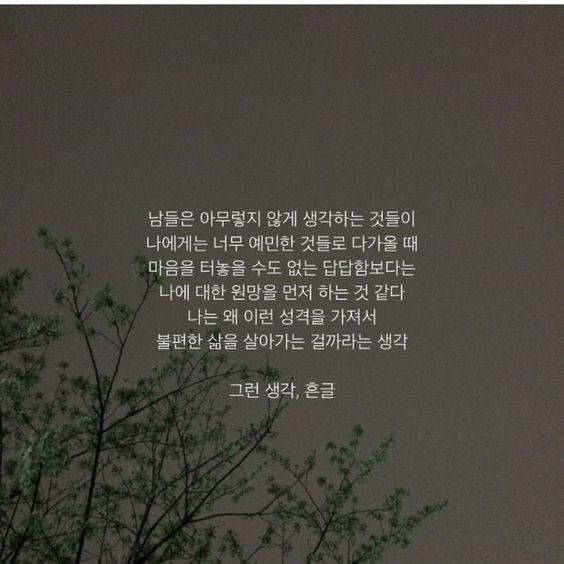 남들은 아무렇지 않게 생각하는 것들이
나에게는 너무 예민한 것들로 다가올 때
마음을 터놓을 수도 없는 답답함보다는
나에 대한 원망을 먼저 하는 것 같다
나는 왜 이런 성격을 가져서
불편한 삶을 살아가는 걸까라는 생각
그런 생각, 흔글